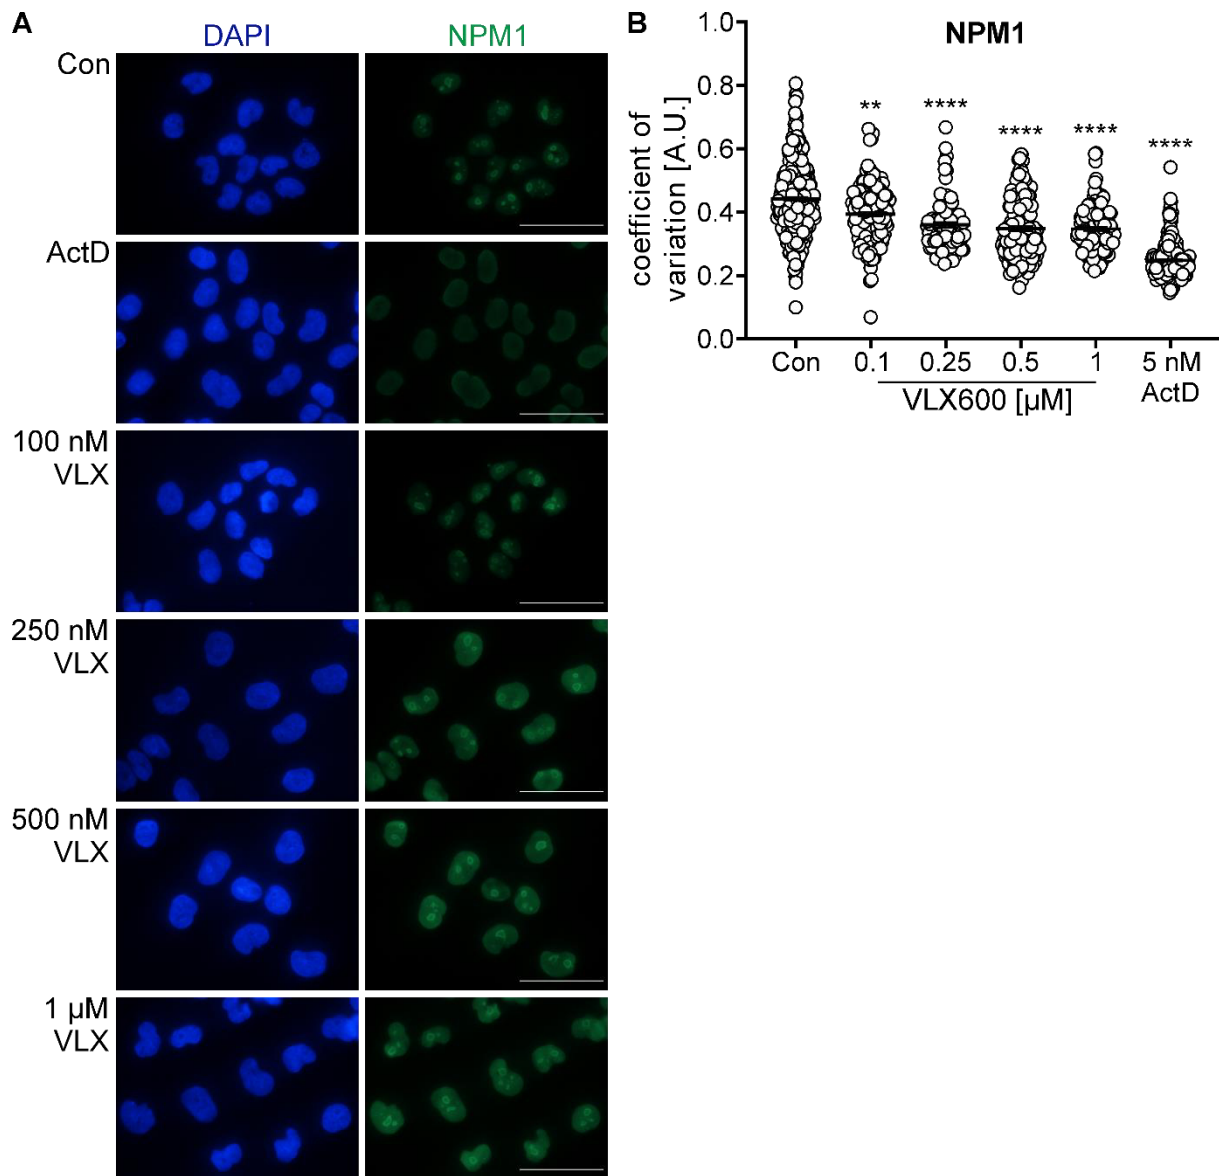 A
DAPI
NPM1
Con
ActD
100 nM
VLX
250 nM
VLX
500 nM
VLX
1 µM
VLX
B
NPM1
coefficient of
variation [A.U.]
1.0
0.8
0.6
0.4
0.2
0.0
**
****
****
****
****
Con
0.1
0.25
0.5
1
5 nM
ActD
VLX600 [µM]